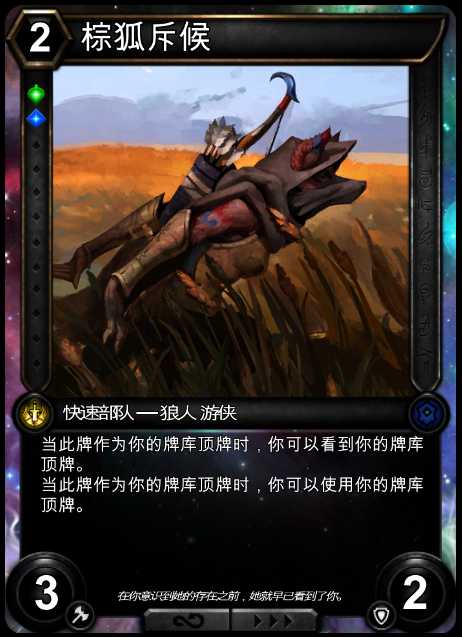 2
棕狐斥候
快速部队 — 狼人 游侠
当此牌作为你的牌库顶牌时，你可以看到你的牌库
顶牌。
当此牌作为你的牌库顶牌时，你可以使用你的牌库
顶牌。
在你意识到她的存在之前，她就早已看到了你。
3
2